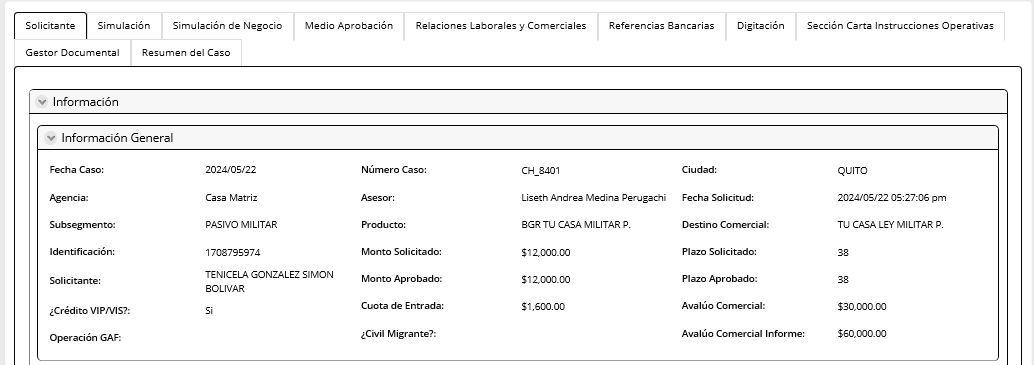 Solicitante Simulación Simulación de Negocio Medio Aprobación Relaciones Laborales y Comerciales Referencias Bancarias Digitación Sección Carta Instrucciones Operativas
Gestor Documental Resumen del Caso
Información
Información General
Fecha Caso: 2024/05/22 Número Caso: CH_8401 Ciudad: QUITO
Agencia: Casa Matriz Asesor: Liseth Andrea Medina Perugachi Fecha Solicitud: 2024/05/22 05:27:06 pm
Subsegmento: PASIVO MILITAR Producto: BGR TU CASA MILITAR P. Destino Comercial: TU CASA LEY MILITAR P.
Identificación: 1708795974 Monto Solicitado: $12,000.00 Plazo Solicitado: 38
Solicitante: TENICELA GONZALEZ SIMON
BOLIVAR Monto Aprobado: $12,000.00 Plazo Aprobado: 38
¿Crédito VIP/VIS?: Si Cuota de Entrada: $1,600.00 Avalúo Comercial: $30,000.00
Operación GAF: ¿Civil Migrante?: Avalúo Comercial Informe: $60,000.00